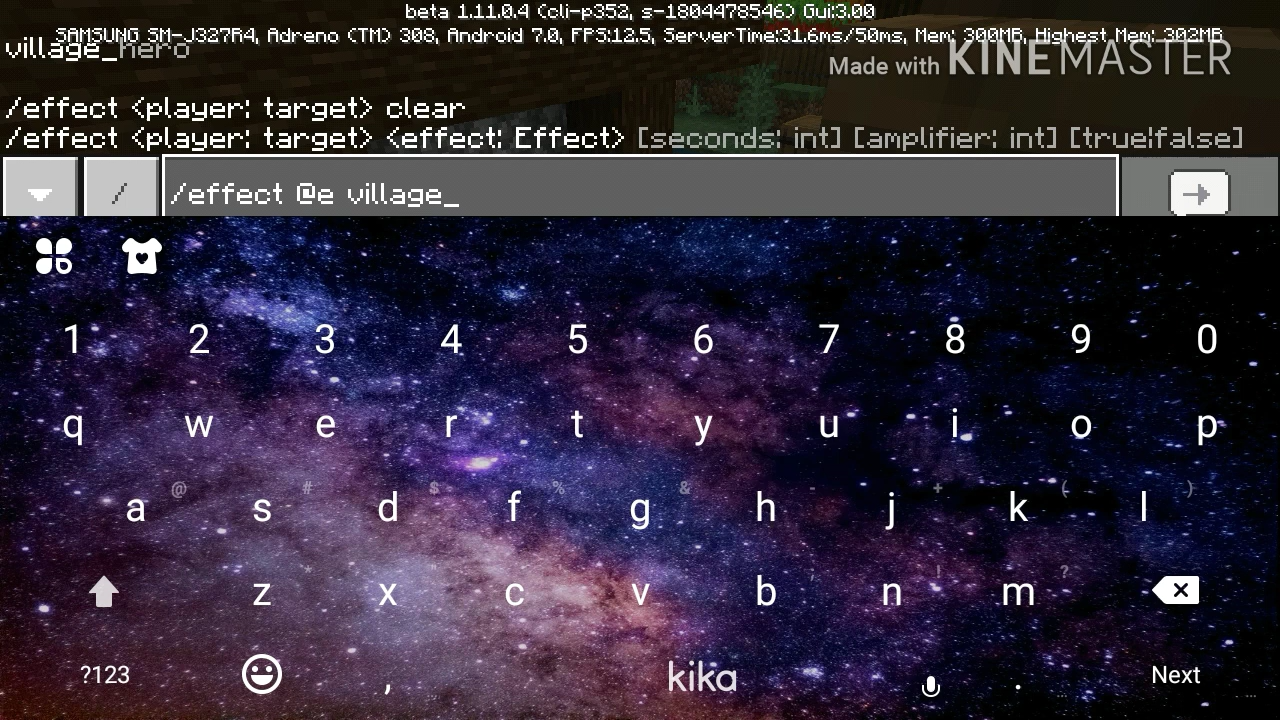 beta 1.11.0.4 (cli-p352, s-1804478546) Gui:3.00
SAMSUNG SM-J327R4, Adreno (TM) 308, Android 7.0, FPS:12.5, ServerTime:31.6ms/50ms, Mem: 300MB, Highest Mem: 302MB
village_hero
Made with KINEMASTER
/effect <player: target> clear
/effect <player: target> <effect: Effect> [seconds: int] [amplifier: int] [true|false]
/ /effect @e village_
1 2 3 4 5 6 7 8 9 0
q w e r t y u i o p
@ # $ % & - + ( )
a s d f g h j k l
* ! ?
z x c v b n m
?123 , kika . Next